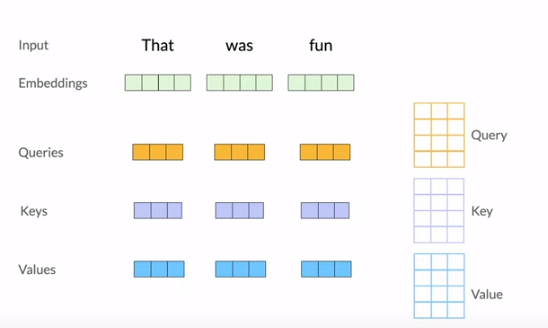 Input That was fun
Embeddings
Query
Queries
Keys
Key
Values
Value